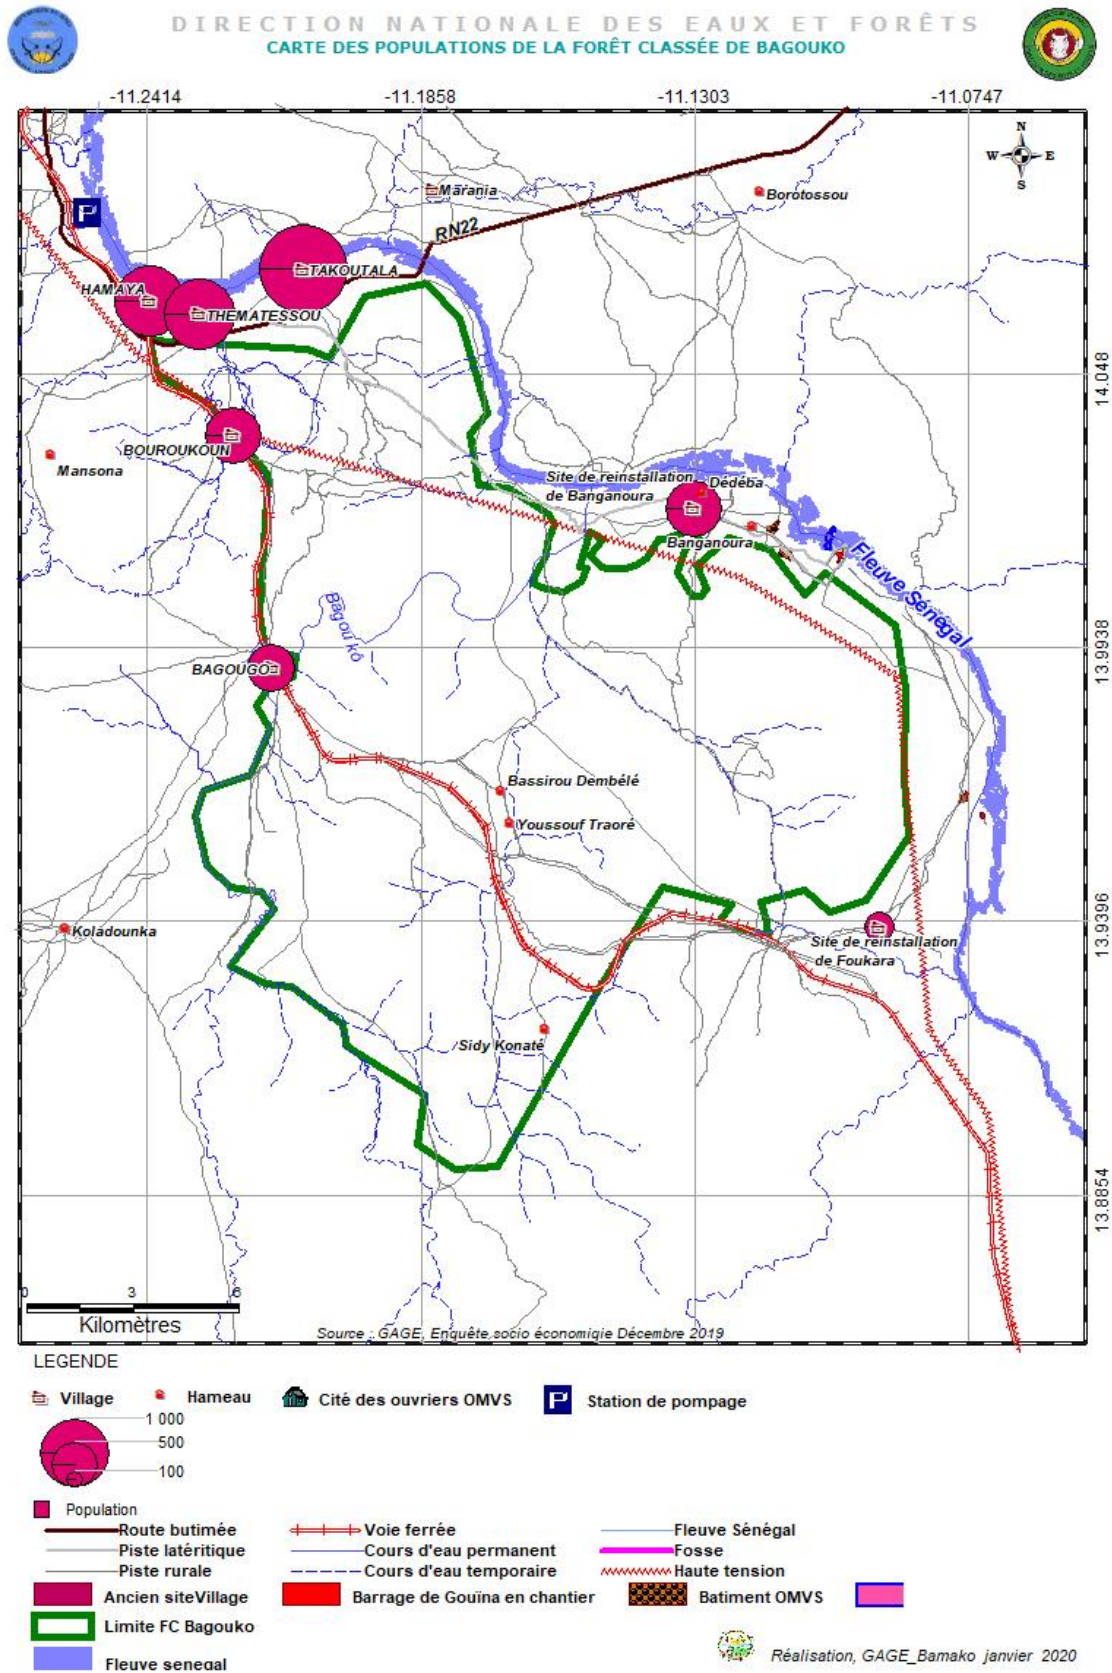 DIRECTION NATIONALE DES EAUX ET FORÊTS
CARTE DES POPULATIONS DE LA FORÊT CLASSÉE DE BAGOUKO
-11.2414
-11.1858
-11.1303
-11.0747
N
W
E
S
Marania
Borotossou
RN22
P
TAKOUTALA
HAMAYA
THEMATESSOU
14.048
BOUROUKOUN
Mansona
Site de reinstallation
de Banganoura
Dédéba
Banganoura
Fleuve Sénégal
Bagoukô
13.9938
BAGOUGO
Bassirou Dembélé
Youssouf Traoré
Koladounka
13.9396
Site de réinstallation
de Foukara
Sidy Konaté
13.8854
0 3 6
Kilomètres
Source : GAGE, Enquête socio économiqie Décembre 2019
LEGENDE
Village
Hameau
Cité des ouvriers OMVS
P
Station de pompage
1 000
500
100
Population
Route butimée
Voie ferrée
Fleuve Sénégal
Piste latéritique
Cours d'eau permanent
Fosse
Piste rurale
Cours d'eau temporaire
Haute tension
Ancien siteVillage
Barrage de Gouïna en chantier
Batiment OMVS
Limite FC Bagouko
Fleuve senegal
Réalisation, GAGE_Bamako janvier 2020